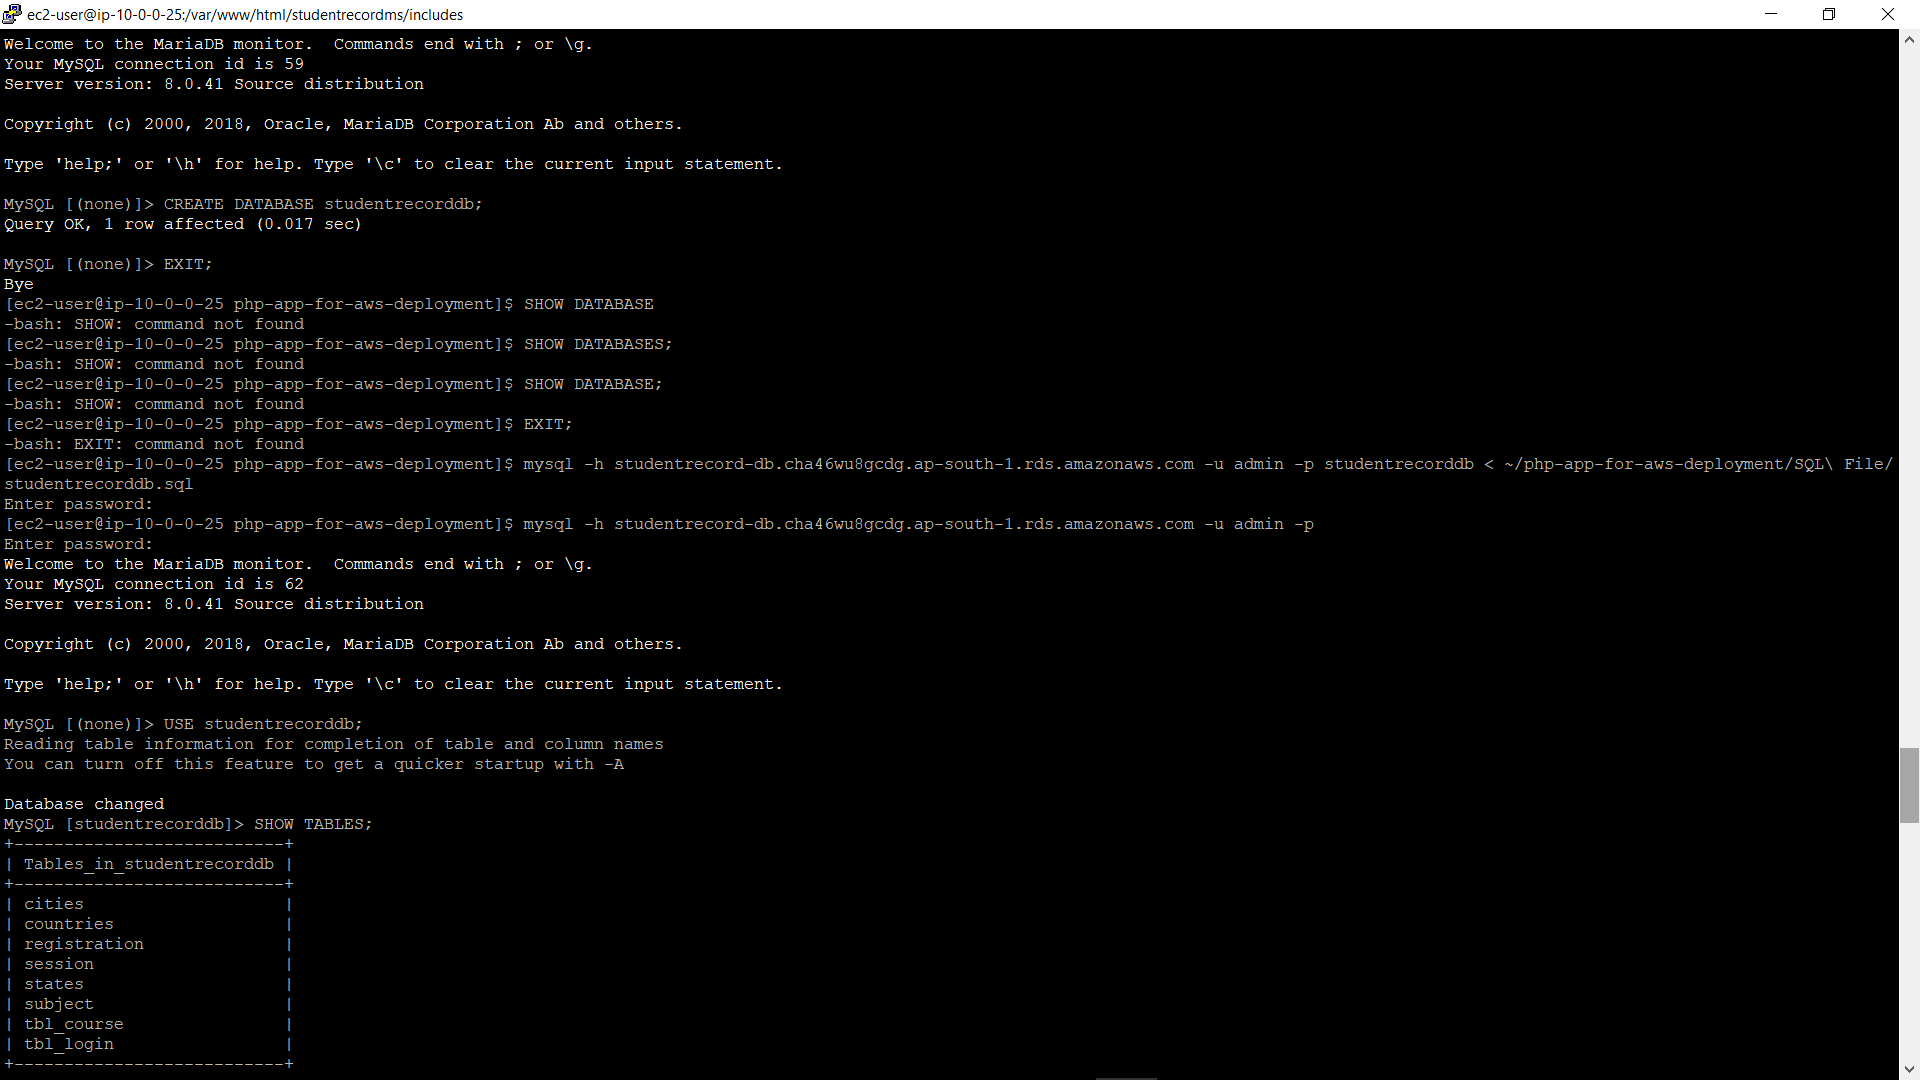 ec2-user@ip-10-0-0-25:/var/www/html/studentrecordms/includes
Welcome to the MariaDB monitor.  Commands end with ; or \g.
Your MySQL connection id is 59
Server version: 8.0.41 Source distribution
Copyright (c) 2000, 2018, Oracle, MariaDB Corporation Ab and others.
Type 'help;' or '\h' for help. Type '\c' to clear the current input statement.
MySQL [(none)]> CREATE DATABASE studentrecorddb;
Query OK, 1 row affected (0.017 sec)
MySQL [(none)]> EXIT;
Bye
[ec2-user@ip-10-0-0-25 php-app-for-aws-deployment]$ SHOW DATABASE
-bash: SHOW: command not found
[ec2-user@ip-10-0-0-25 php-app-for-aws-deployment]$ SHOW DATABASES;
-bash: SHOW: command not found
[ec2-user@ip-10-0-0-25 php-app-for-aws-deployment]$ SHOW DATABASE;
-bash: SHOW: command not found
[ec2-user@ip-10-0-0-25 php-app-for-aws-deployment]$ EXIT;
-bash: EXIT: command not found
[ec2-user@ip-10-0-0-25 php-app-for-aws-deployment]$ mysql -h studentrecord-db.cha46wu8gcdg.ap-south-1.rds.amazonaws.com -u admin -p studentrecorddb < ~/php-app-for-aws-deployment/SQL\ File/
studentrecorddb.sql
Enter password:
[ec2-user@ip-10-0-0-25 php-app-for-aws-deployment]$ mysql -h studentrecord-db.cha46wu8gcdg.ap-south-1.rds.amazonaws.com -u admin -p
Enter password:
Welcome to the MariaDB monitor.  Commands end with ; or \g.
Your MySQL connection id is 62
Server version: 8.0.41 Source distribution
Copyright (c) 2000, 2018, Oracle, MariaDB Corporation Ab and others.
Type 'help;' or '\h' for help. Type '\c' to clear the current input statement.
MySQL [(none)]> USE studentrecorddb;
Reading table information for completion of table and column names
You can turn off this feature to get a quicker startup with -A
Database changed
MySQL [studentrecorddb]> SHOW TABLES;
+---------------------------+
| Tables_in_studentrecorddb |
+---------------------------+
| cities                    |
| countries                 |
| registration              |
| session                   |
| states                    |
| subject                   |
| tbl_course                |
| tbl_login                 |
+---------------------------+